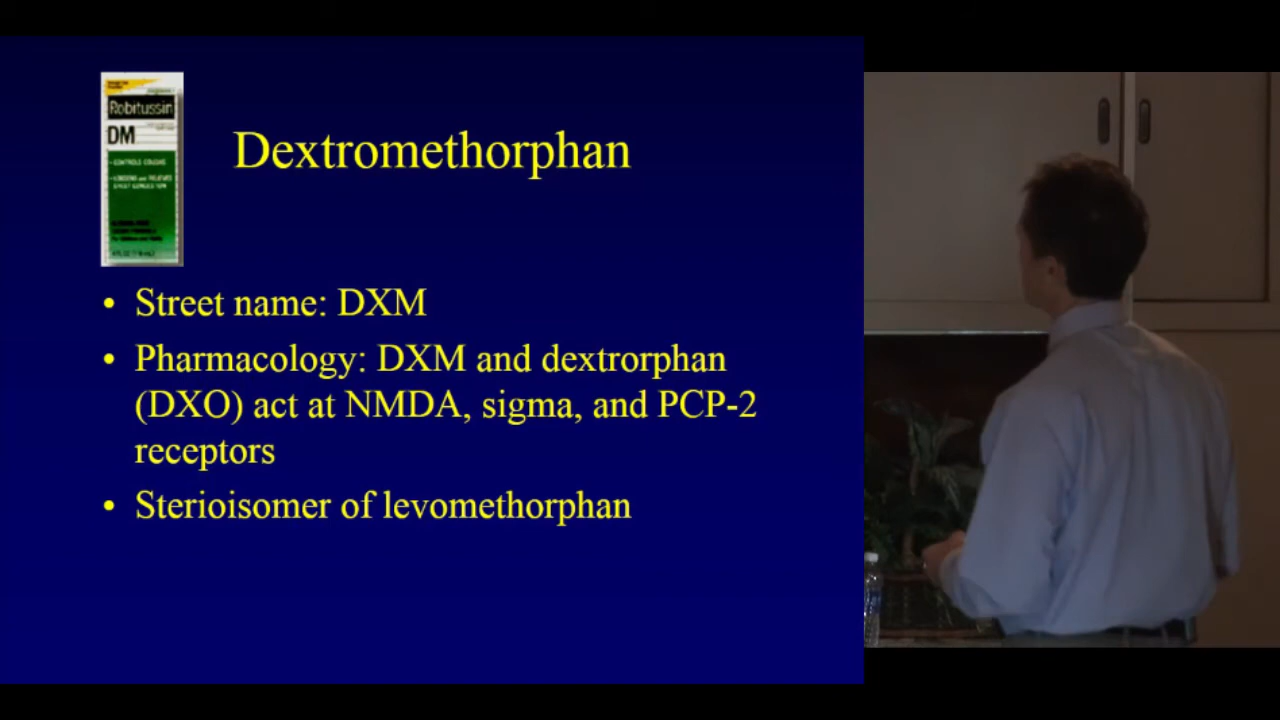 Robitussin
DM
Dextromethorphan
• Street name: DXM
• Pharmacology: DXM and dextrorphan
(DXO) act at NMDA, sigma, and PCP-2
receptors
• Sterioisomer of levomethorphan